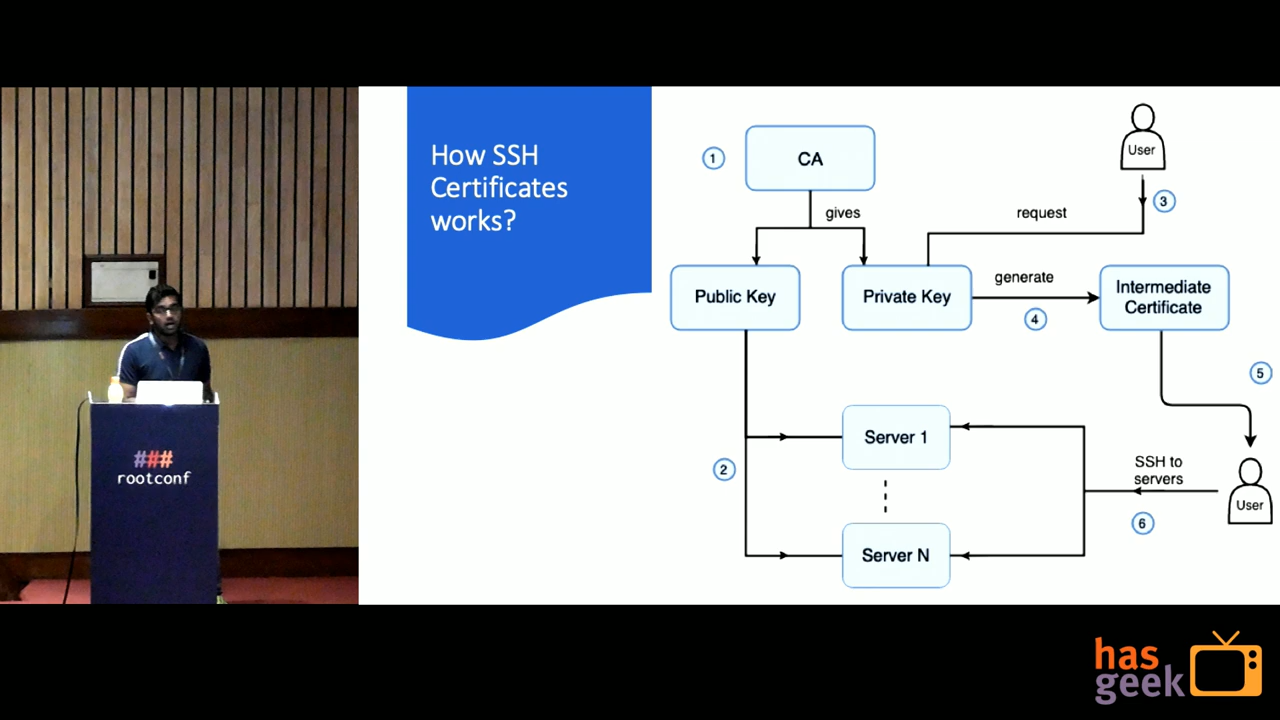 How SSH
Certificates
works?
1
CA
gives
User
3
request
Public Key
Private Key
generate
4
Intermediate
Certificate
5
Server 1
2
SSH to
servers
6
User
Server N
###
rootconf
has
geek